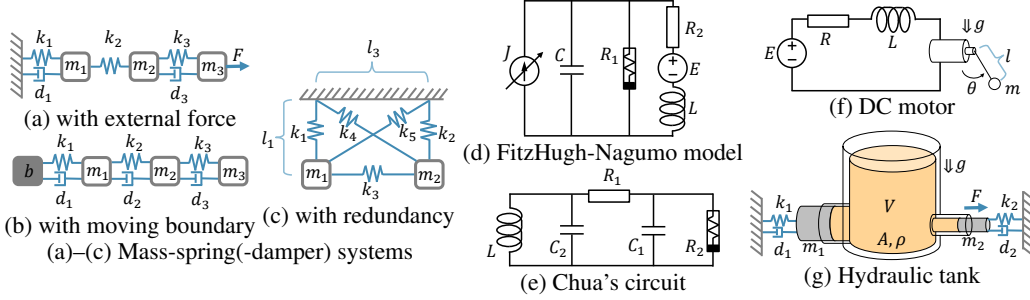 k₁ k₂ k₃ F
m₁ m₂ m₃
d₁ d₃
(a) with external force
k₁ k₂ k₃
b m₁ m₂ m₃
d₁ d₂ d₃
(b) with moving boundary
l₃
l₁ k₁ k₄ k₅ k₂
m₁ k₃ m₂
(c) with redundancy
(a)–(c) Mass-spring(-damper) systems
J C R₁ R₂
E
L
(d) FitzHugh-Nagumo model
R₁
L C₂ C₁ R₂
(e) Chua's circuit
E R L ⇓g
l
θ m
(f) DC motor
⇓g
k₁ V F k₂
d₁ m₁ A, ρ m₂ d₂
(g) Hydraulic tank